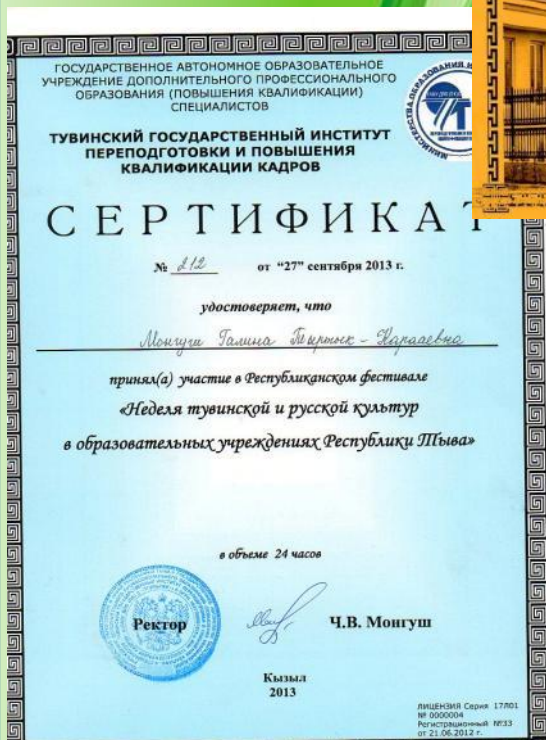 ГОСУДАРСТВЕННОЕ АВТОНОМНОЕ ОБРАЗОВАТЕЛЬНОЕ
УЧРЕЖДЕНИЕ ДОПОЛНИТЕЛЬНОГО ПРОФЕССИОНАЛЬНОГО
ОБРАЗОВАНИЯ (ПОВЫШЕНИЯ КВАЛИФИКАЦИИ)
СПЕЦИАЛИСТОВ
ТУВИНСКИЙ ГОСУДАРСТВЕННЫЙ ИНСТИТУТ
ПЕРЕПОДГОТОВКИ И ПОВЫШЕНИЯ
КВАЛИФИКАЦИИ КАДРОВ
СЕРТИФИКАТ
№ 212 от “27” сентября 2013 г.
удостоверяет, что
Монгуш Галина
принял(а) участие в Республиканском фестивале
«Неделя тувинской и русской культур
в образовательных учреждениях Республики Тыва»
в объеме 24 часов
Ректор Ч.В. Монгуш
Кызыл
2013
ЛИЦЕНЗИЯ Серия 17Л01
№ 0000004
Регистрационный №33
от 21.06.2012 г.